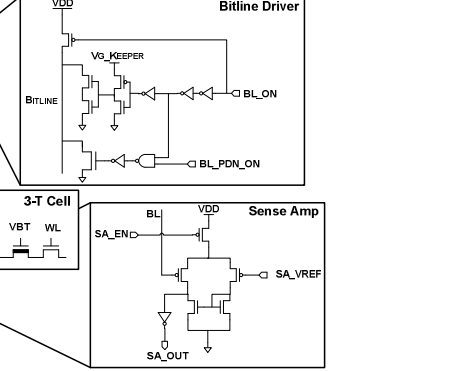 VDD
Bitline Driver
VG_KEEPER
BITLINE
BL_ON
BL_PDN_ON
3-T Cell
VBT WL
BL
VDD
Sense Amp
SA_EN
SA_VREF
SA_OUT